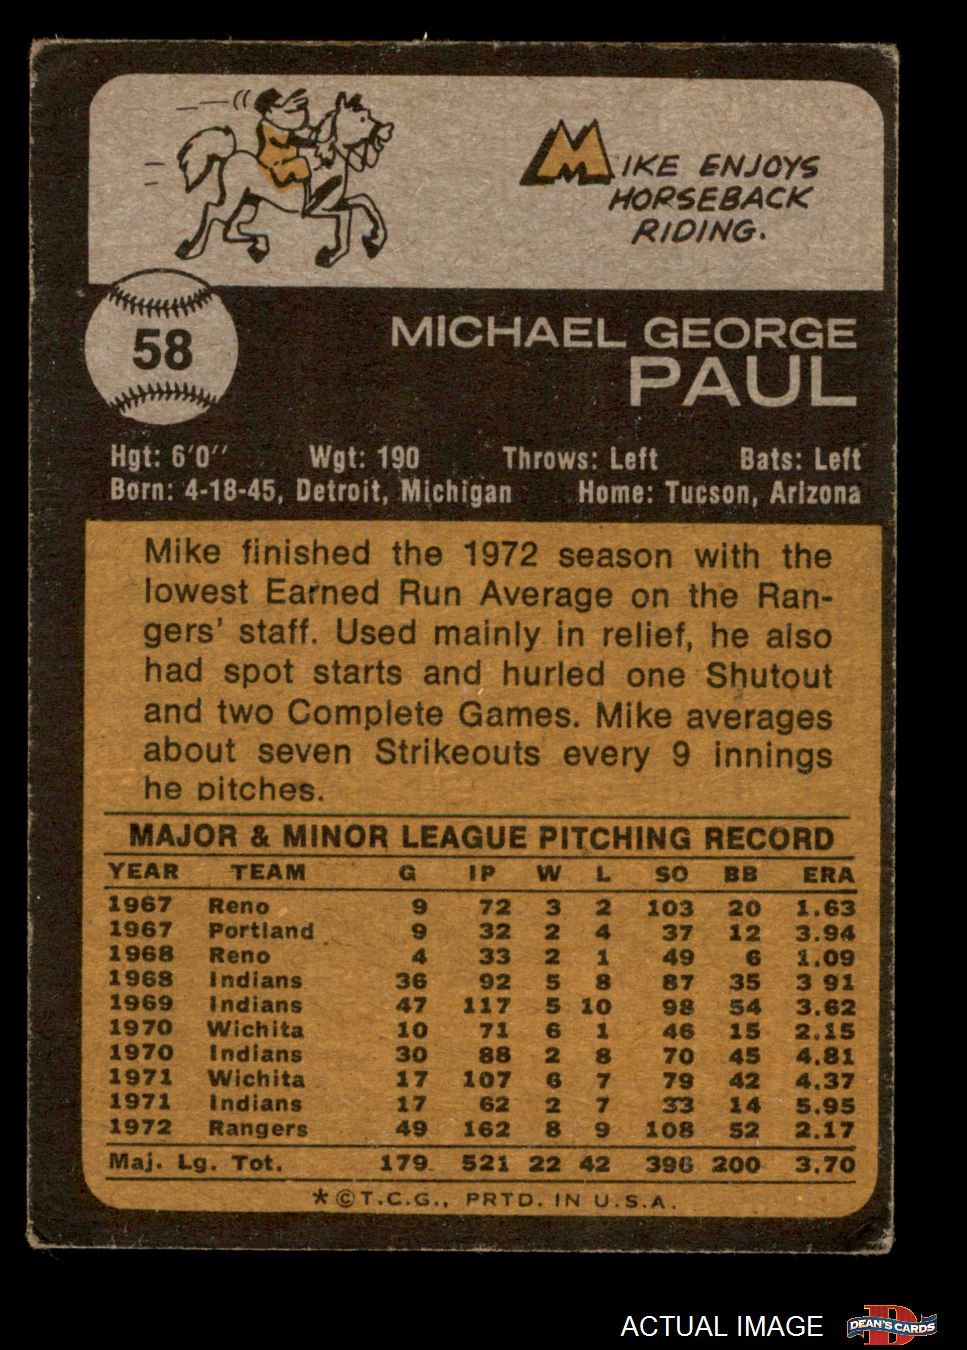 MIKE ENJOYS
HORSEBACK
RIDING.
58
MICHAEL GEORGE
PAUL
Hgt: 6'0" Wgt: 190 Throws: Left Bats: Left
Born: 4-18-45, Detroit, Michigan Home: Tucson, Arizona
Mike finished the 1972 season with the
lowest Earned Run Average on the Ran-
gers' staff. Used mainly in relief, he also
had spot starts and hurled one Shutout
and two Complete Games. Mike averages
about seven Strikeouts every 9 innings
he pitches.
MAJOR & MINOR LEAGUE PITCHING RECORD
YEAR TEAM G IP W L SO BB ERA
1967 Reno 9 72 3 2 103 20 1.63
1967 Portland 9 32 2 4 37 12 3.94
1968 Reno 4 33 2 1 49 6 1.09
1968 Indians 36 92 5 8 87 35 3 91
1969 Indians 47 117 5 10 98 54 3.62
1970 Wichita 10 71 6 1 46 15 2.15
1970 Indians 30 88 2 8 70 45 4.81
1971 Wichita 17 107 6 7 79 42 4.37
1971 Indians 17 62 2 7 33 14 5.95
1972 Rangers 49 162 8 9 108 52 2.17
Maj. Lg. Tot. 179 521 22 42 396 200 3.70
*©T.C.G., PRTD. IN U.S.A.
ACTUAL IMAGE
DEAN'S CARDS